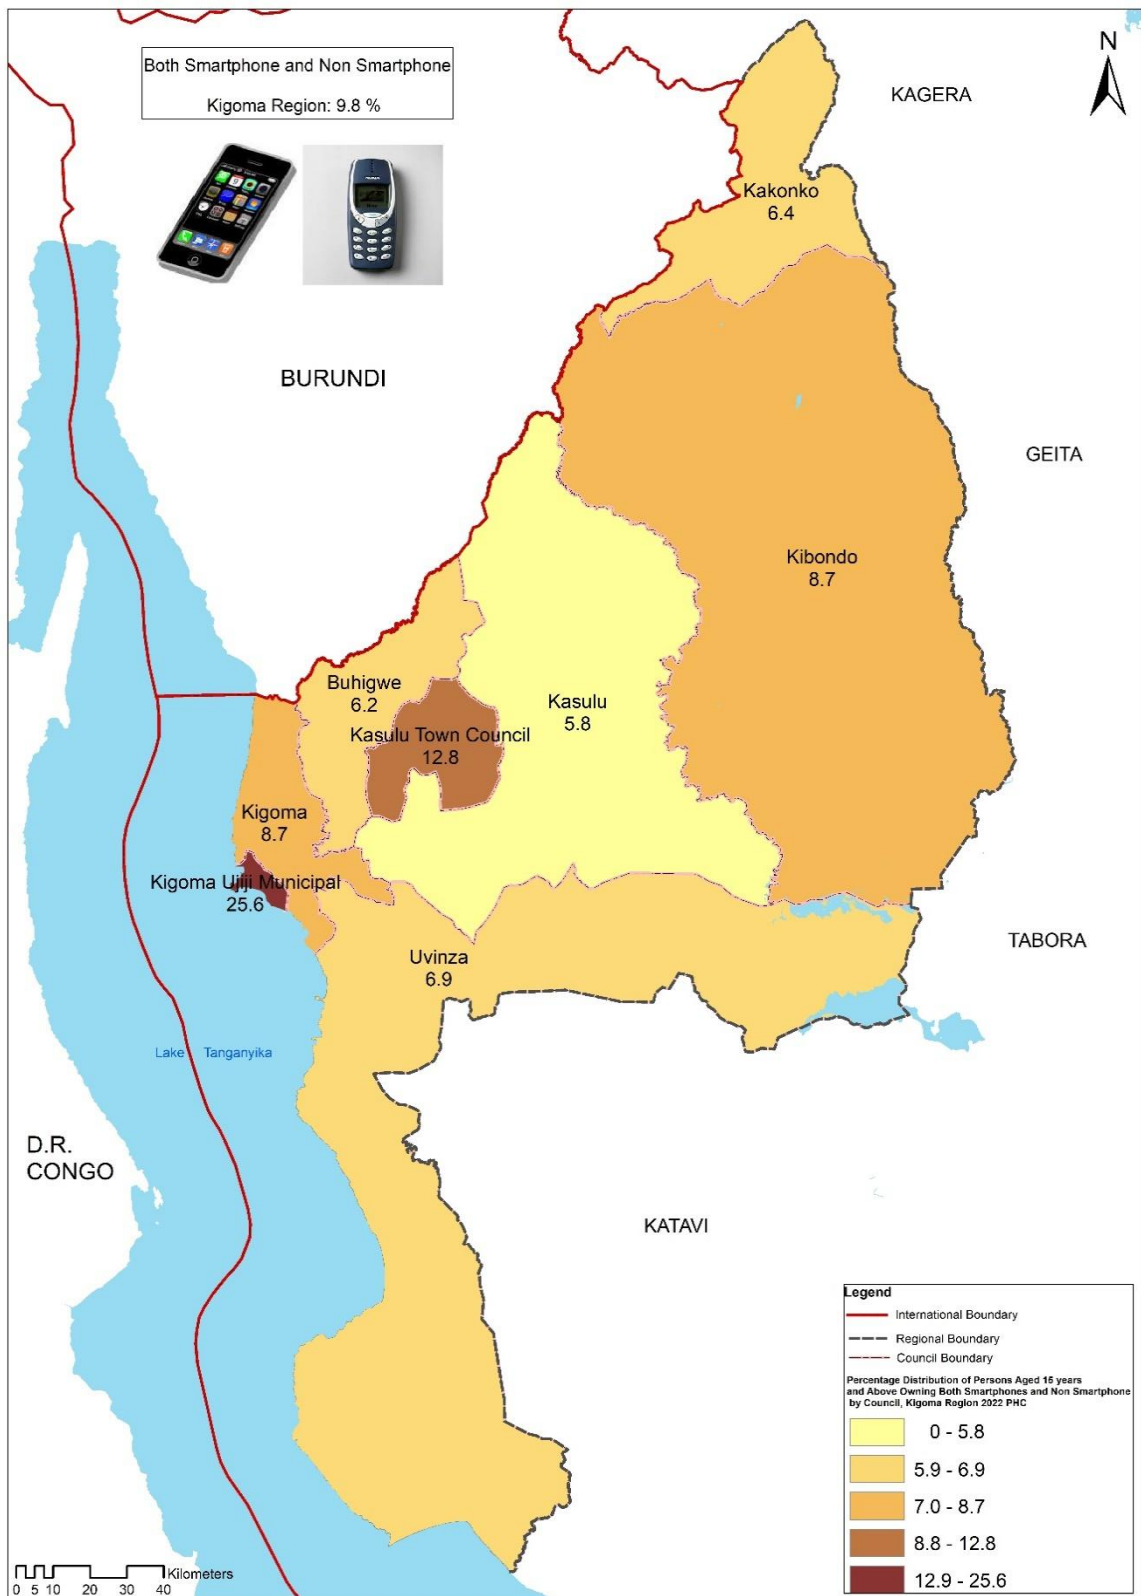 Both Smartphone and Non Smartphone
Kigoma Region: 9.8 %
N
KAGERA
Kakonko
6.4
BURUNDI
GEITA
Kibondo
8.7
Buhigwe
6.2
Kasulu
5.8
Kasulu Town Council
12.8
Kigoma
8.7
Kigoma Ujiji Municipal
25.6
TABORA
Uvinza
6.9
Lake Tanganyika
D.R.
CONGO
KATAVI
Legend
International Boundary
Regional Boundary
Council Boundary
Percentage Distribution of Persons Aged 15 years
and Above Owning Both Smartphones and Non Smartphone
by Council, Kigoma Region 2022 PHC
0 - 5.8
5.9 - 6.9
7.0 - 8.7
8.8 - 12.8
12.9 - 25.6
Kilometers
0 5 10 20 30 40